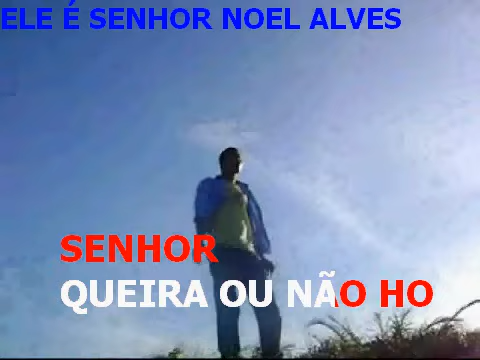 ELE É SENHOR NOEL ALVES
SENHOR
QUEIRA OU NÃO HO